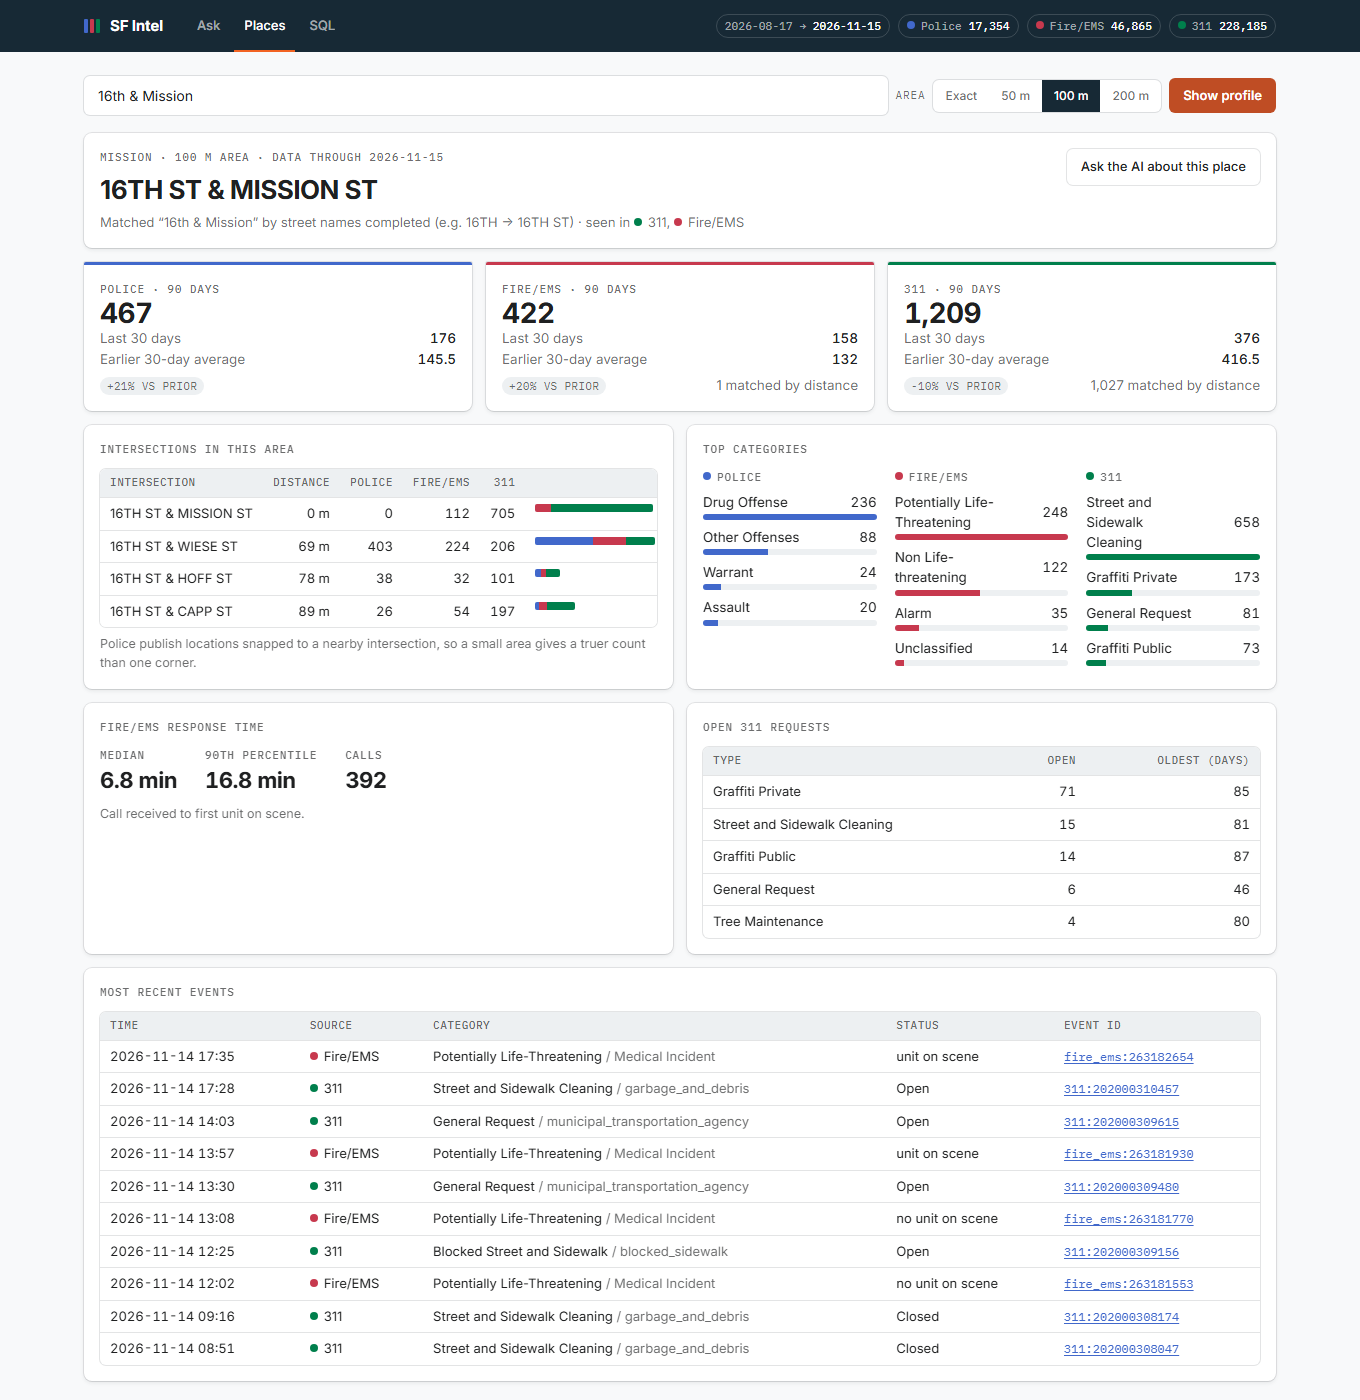 SF Intel Ask Places SQL 2026-08-17 → 2026-11-15 Police 17,354 Fire/EMS 46,865 311 228,185
16th & Mission AREA Exact 50 m 100 m 200 m Show profile
MISSION · 100 M AREA · DATA THROUGH 2026-11-15
Ask the AI about this place
16TH ST & MISSION ST
Matched “16th & Mission” by street names completed (e.g. 16TH → 16TH ST) · seen in 311, Fire/EMS
POLICE · 90 DAYS
467
Last 30 days 176
Earlier 30-day average 145.5
+21% VS PRIOR
FIRE/EMS · 90 DAYS
422
Last 30 days 158
Earlier 30-day average 132
+20% VS PRIOR 1 matched by distance
311 · 90 DAYS
1,209
Last 30 days 376
Earlier 30-day average 416.5
-10% VS PRIOR 1,027 matched by distance
INTERSECTIONS IN THIS AREA
INTERSECTION DISTANCE POLICE FIRE/EMS 311
16TH ST & MISSION ST 0 m 0 112 705
16TH ST & WIESE ST 69 m 403 224 206
16TH ST & HOFF ST 78 m 38 32 101
16TH ST & CAPP ST 89 m 26 54 197
Police publish locations snapped to a nearby intersection, so a small area gives a truer count
than one corner.
TOP CATEGORIES
POLICE
Drug Offense 236
Other Offenses 88
Warrant 24
Assault 20
FIRE/EMS
Potentially Life-
Threatening 248
Non Life-
threatening 122
Alarm 35
Unclassified 14
311
Street and
Sidewalk 658
Cleaning
Graffiti Private 173
General Request 81
Graffiti Public 73
FIRE/EMS RESPONSE TIME
MEDIAN 90TH PERCENTILE CALLS
6.8 min 16.8 min 392
Call received to first unit on scene.
OPEN 311 REQUESTS
TYPE OPEN OLDEST (DAYS)
Graffiti Private 71 85
Street and Sidewalk Cleaning 15 81
Graffiti Public 14 87
General Request 6 46
Tree Maintenance 4 80
MOST RECENT EVENTS
TIME SOURCE CATEGORY STATUS EVENT ID
2026-11-14 17:35 Fire/EMS Potentially Life-Threatening / Medical Incident unit on scene fire_ems:263182654
2026-11-14 17:28 311 Street and Sidewalk Cleaning / garbage_and_debris Open 311:202000310457
2026-11-14 14:03 311 General Request / municipal_transportation_agency Open 311:202000309615
2026-11-14 13:57 Fire/EMS Potentially Life-Threatening / Medical Incident unit on scene fire_ems:263181930
2026-11-14 13:30 311 General Request / municipal_transportation_agency Open 311:202000309480
2026-11-14 13:08 Fire/EMS Potentially Life-Threatening / Medical Incident no unit on scene fire_ems:263181770
2026-11-14 12:25 311 Blocked Street and Sidewalk / blocked_sidewalk Open 311:202000309156
2026-11-14 12:02 Fire/EMS Potentially Life-Threatening / Medical Incident no unit on scene fire_ems:263181553
2026-11-14 09:16 311 Street and Sidewalk Cleaning / garbage_and_debris Closed 311:202000308174
2026-11-14 08:51 311 Street and Sidewalk Cleaning / garbage_and_debris Closed 311:202000308047